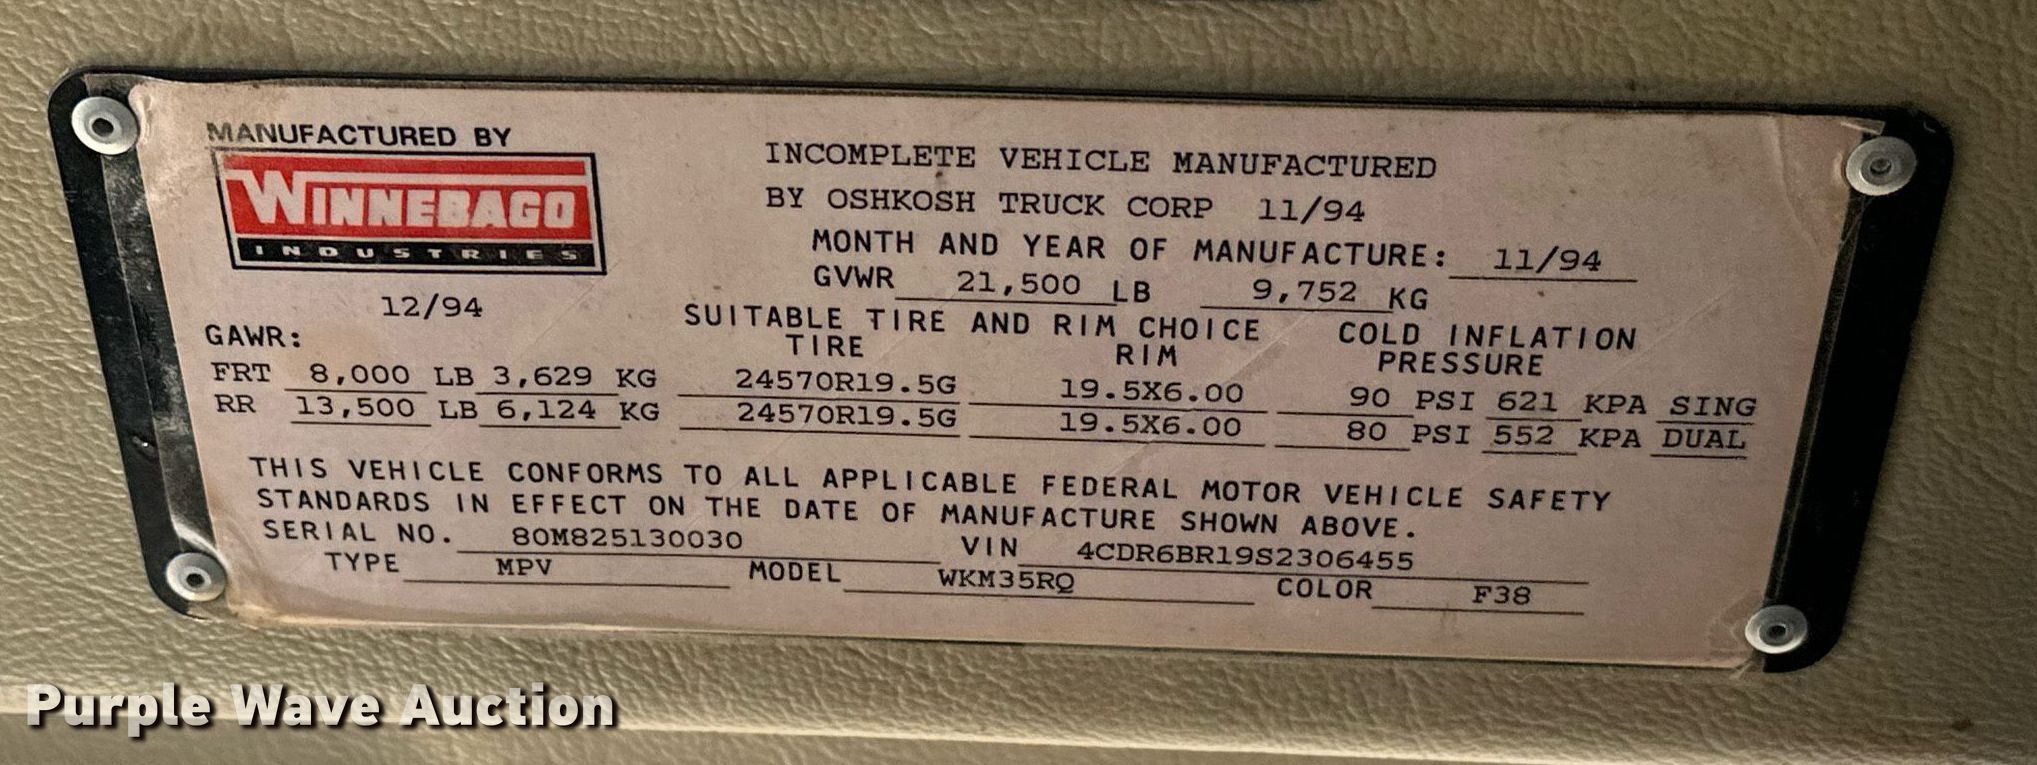 MANUFACTURED BY
WINNEBAGO
INDUSTRIES
12/94
INCOMPLETE VEHICLE MANUFACTURED
BY OSHKOSH TRUCK CORP 11/94
MONTH AND YEAR OF MANUFACTURE: 11/94
GVWR 21,500 LB 9,752 KG
GAWR:
SUITABLE TIRE AND RIM CHOICE COLD INFLATION
TIRE RIM PRESSURE
FRT 8,000 LB 3,629 KG 24570R19.5G 19.5X6.00 90 PSI 621 KPA SING
RR 13,500 LB 6,124 KG 24570R19.5G 19.5X6.00 80 PSI 552 KPA DUAL
THIS VEHICLE CONFORMS TO ALL APPLICABLE FEDERAL MOTOR VEHICLE SAFETY
STANDARDS IN EFFECT ON THE DATE OF MANUFACTURE SHOWN ABOVE.
SERIAL NO. 80M825130030 VIN 4CDR6BR19S2306455
TYPE MPV MODEL WKM35RQ COLOR F38
Purple Wave Auction